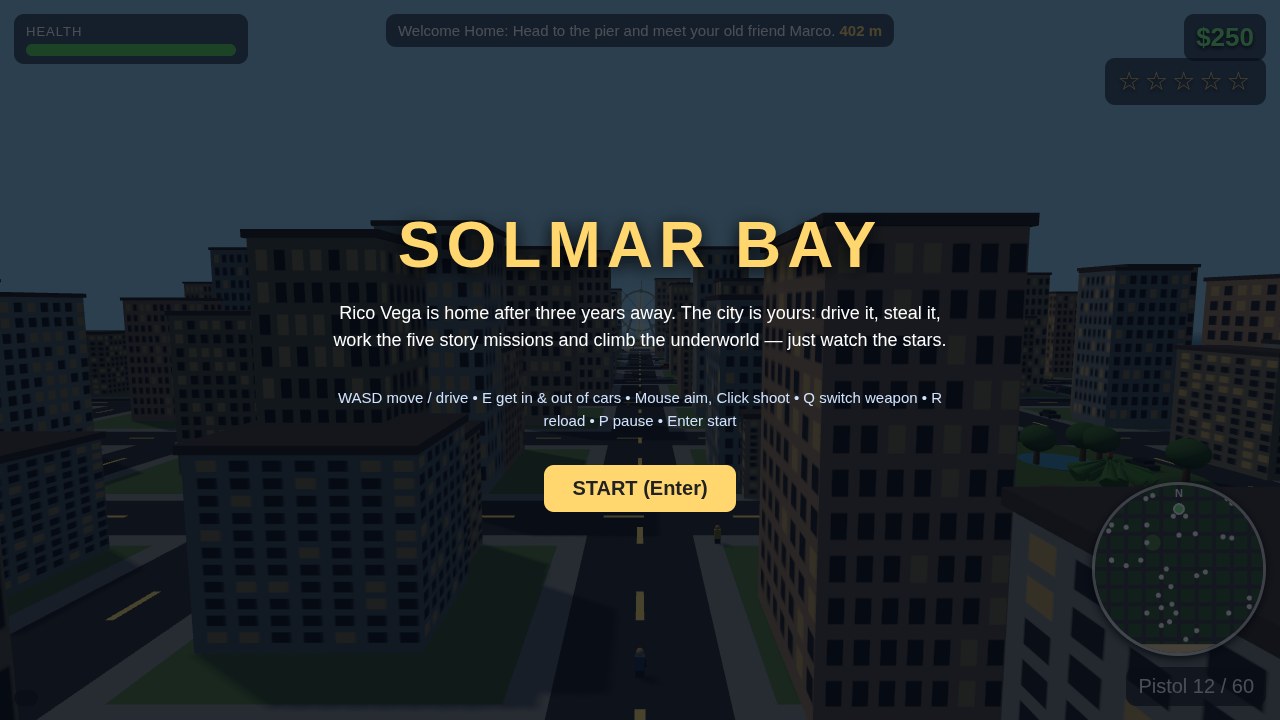 HEALTH
Welcome Home: Head to the pier and meet your old friend Marco. 402 m
$250
☆☆☆☆☆
SOLMAR BAY
Rico Vega is home after three years away. The city is yours: drive it, steal it,
work the five story missions and climb the underworld — just watch the stars.
WASD move / drive • E get in & out of cars • Mouse aim, Click shoot • Q switch weapon • R
reload • P pause • Enter start
START (Enter)
N
Pistol 12 / 60